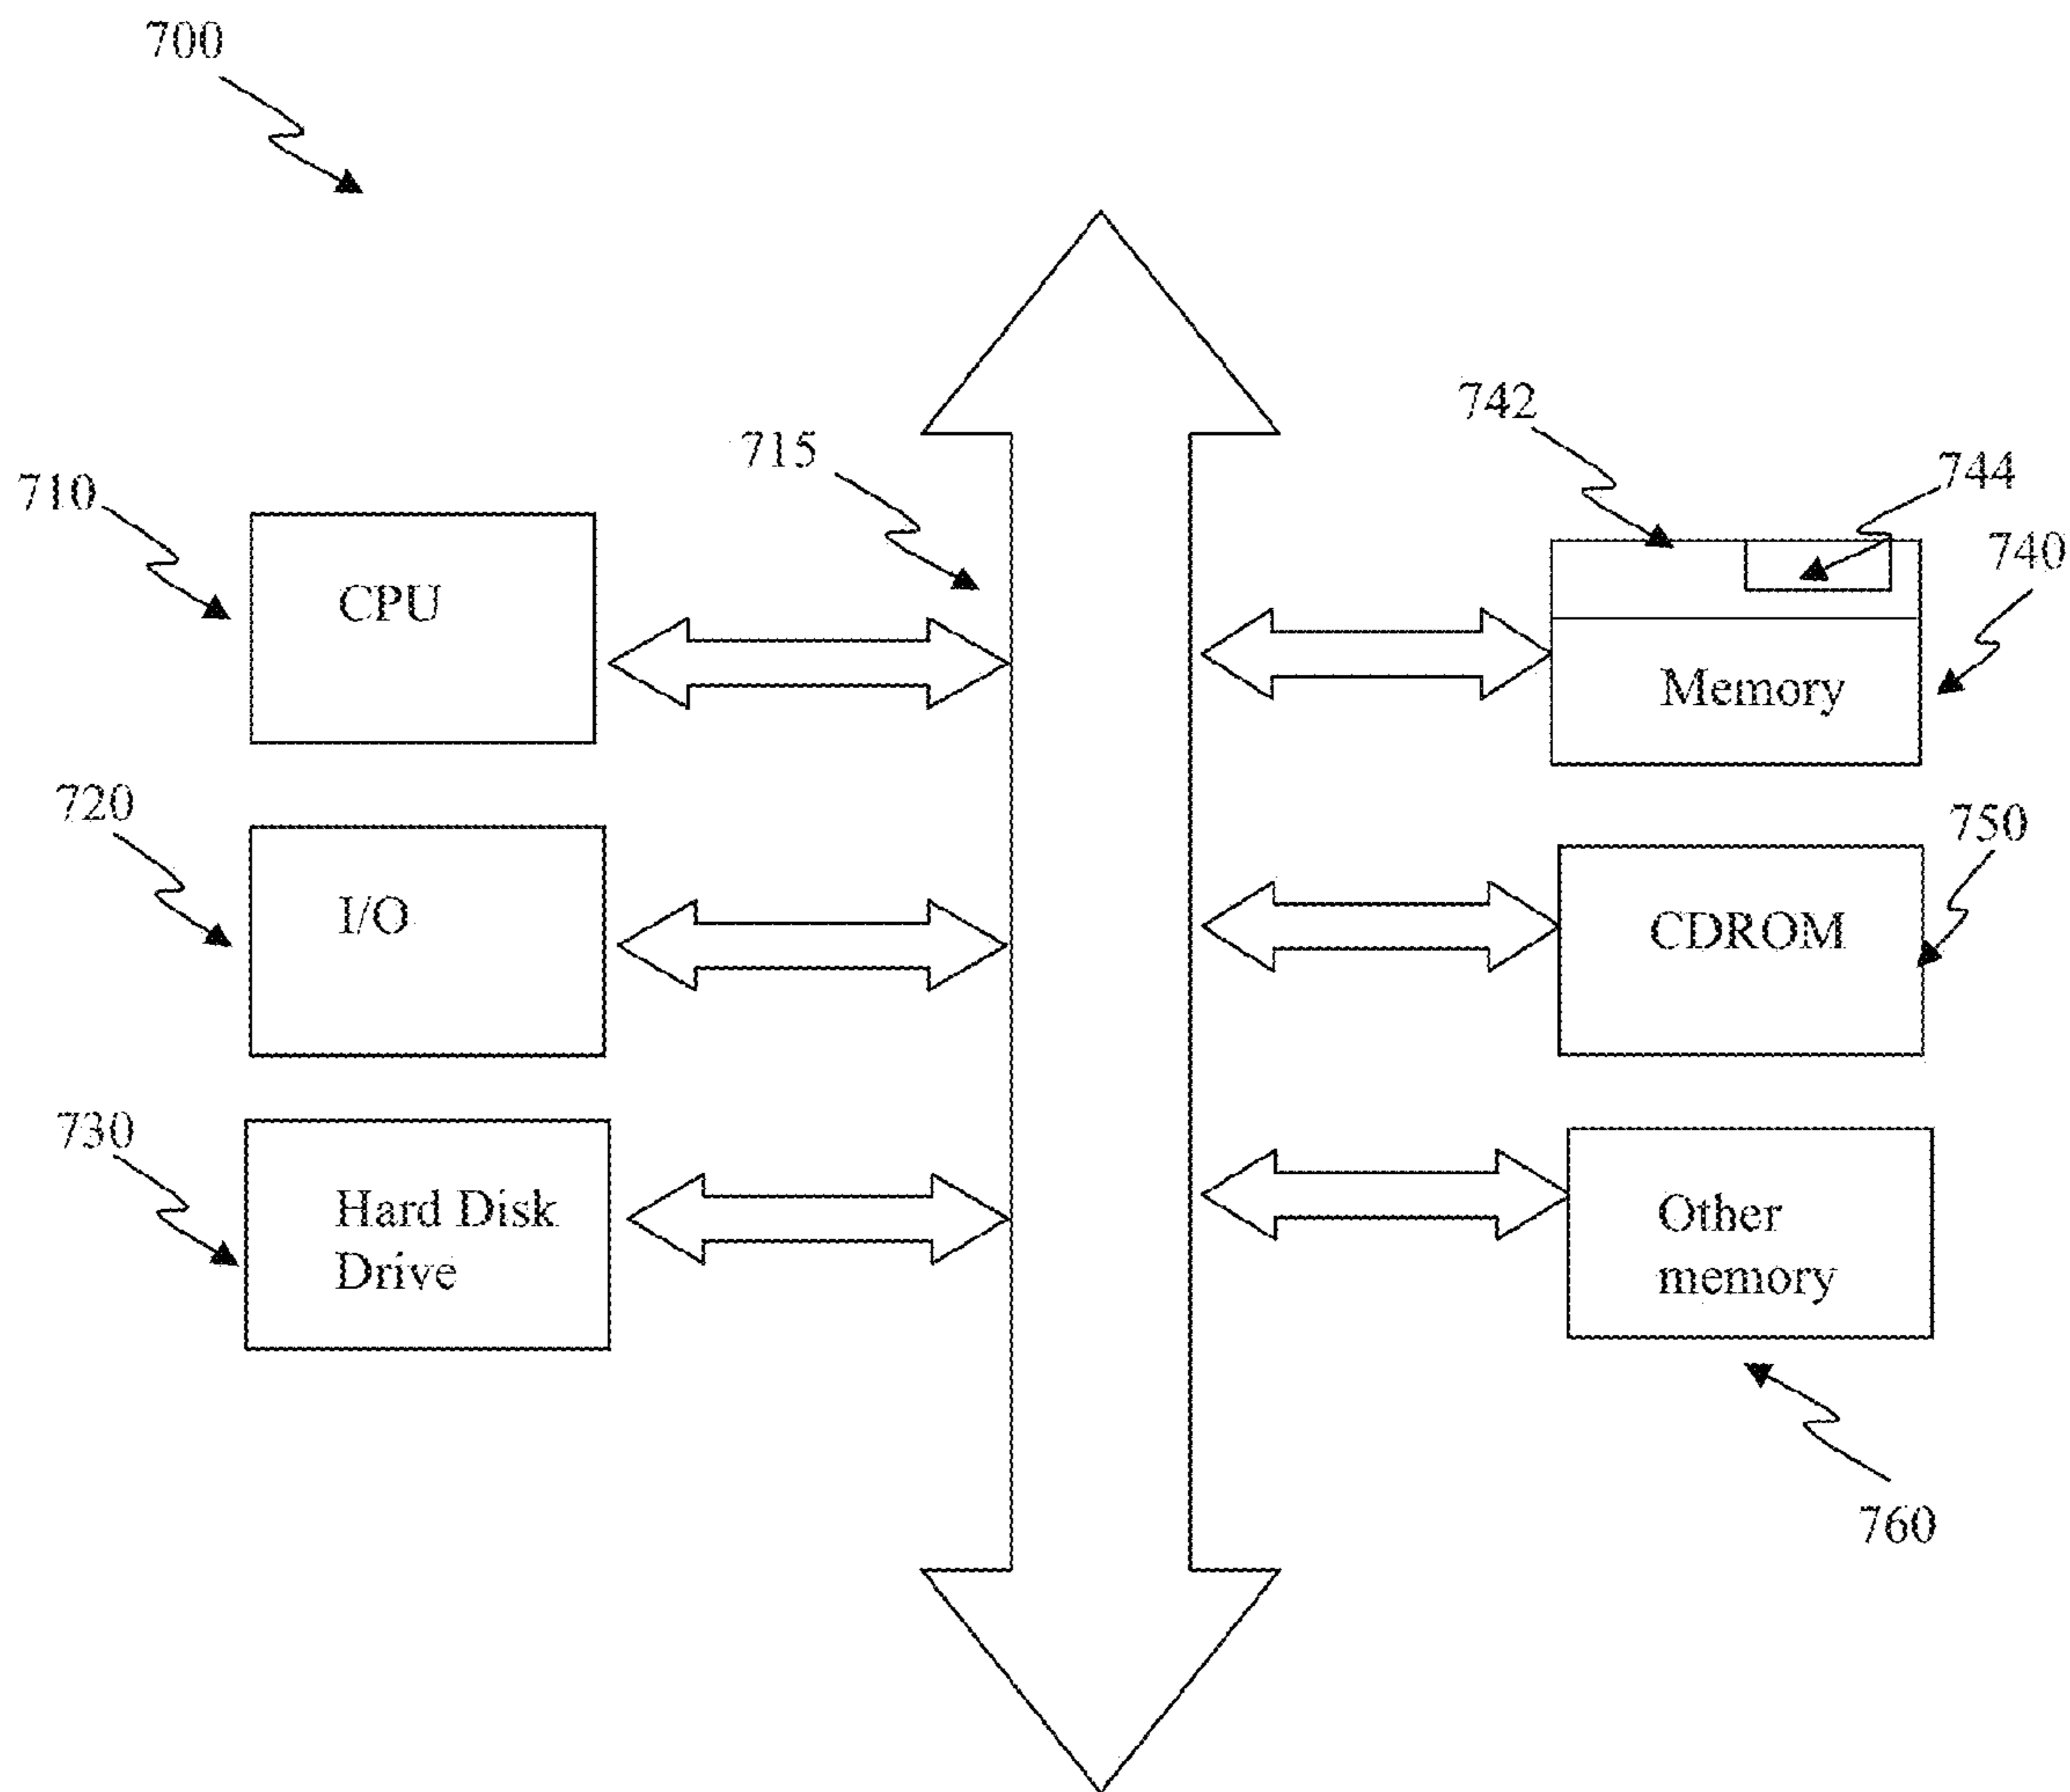 700
742
715
744
710
740
CPU
Memory
720
750
I/O
CDROM
730
Hard Disk
Drive
Other
memory
760